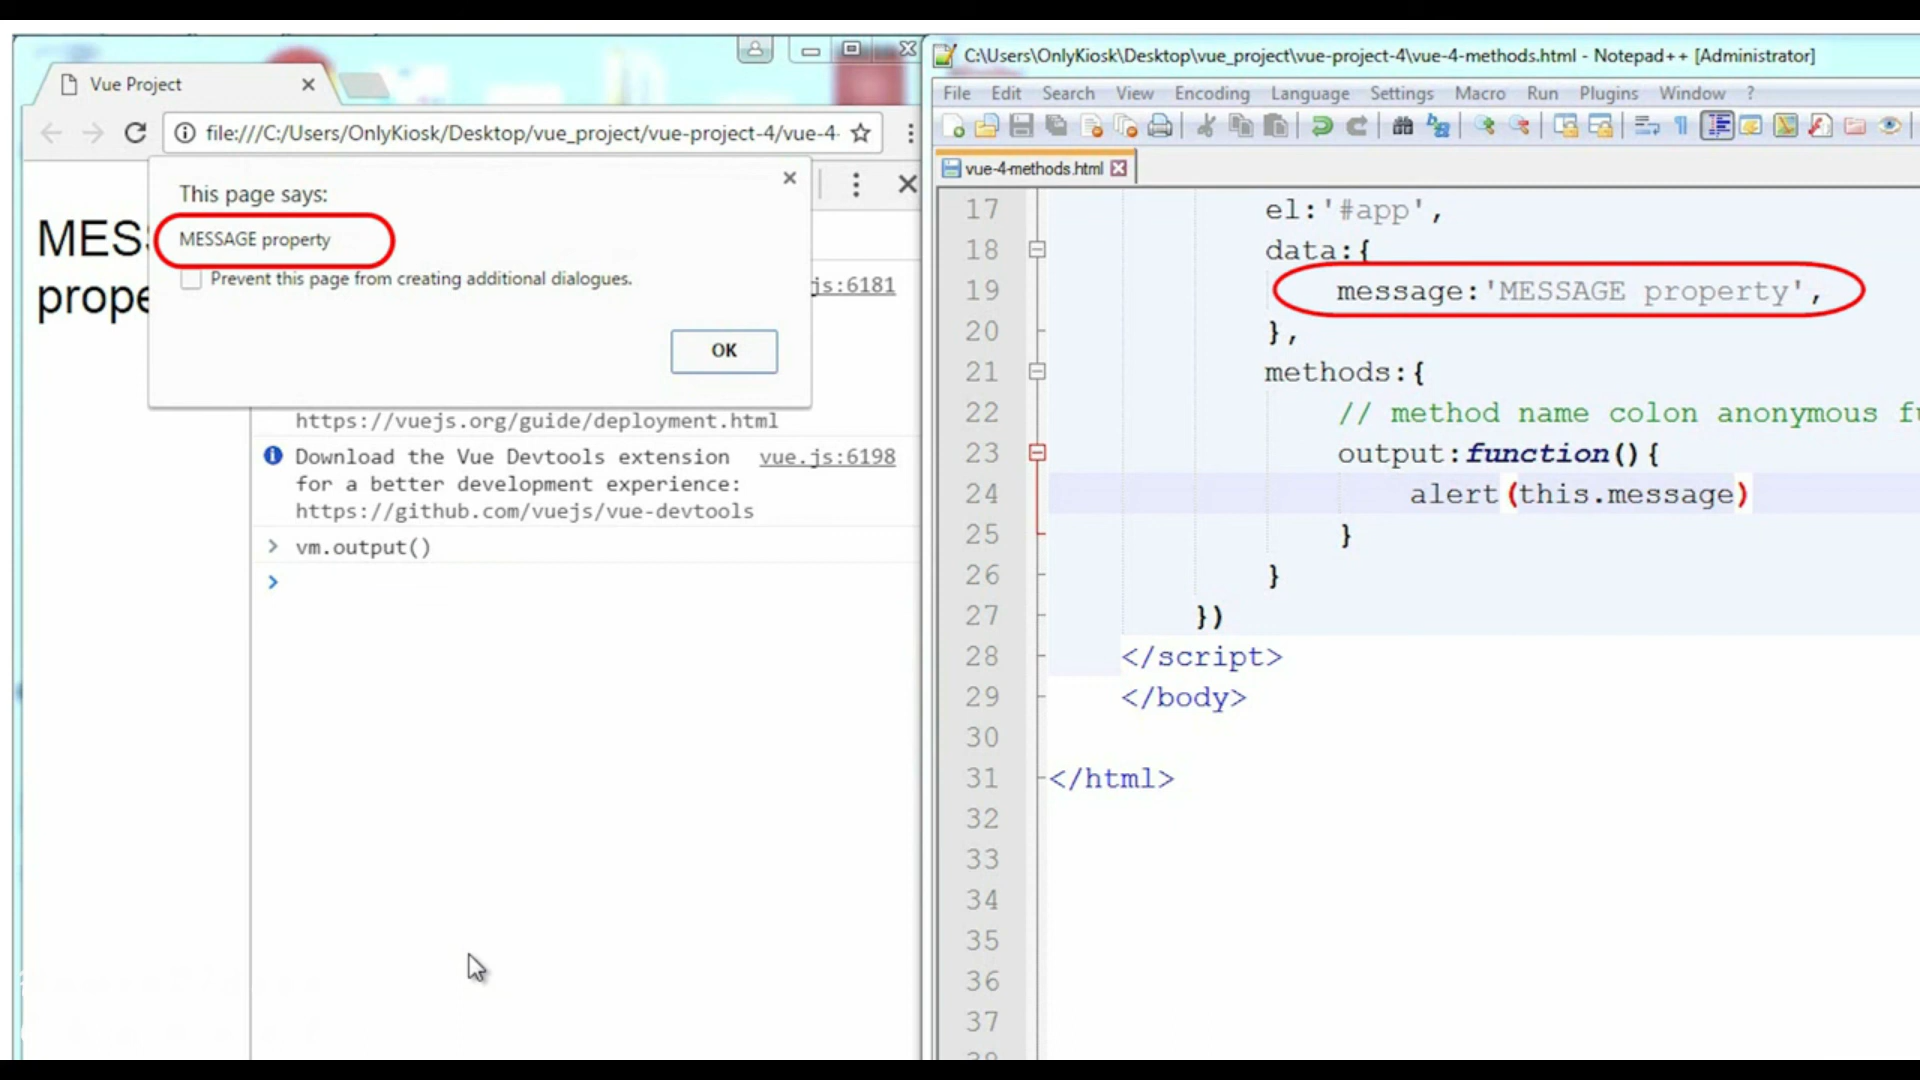 Vue Project
file:///C:/Users/OnlyKiosk/Desktop/vue_project/vue-project-4/vue-4-
This page says:
MESSAGE property
Prevent this page from creating additional dialogues.
OK
MES
prope
js:6181
https://vuejs.org/guide/deployment.html
Download the Vue Devtools extension vue.js:6198
for a better development experience:
https://github.com/vuejs/vue-devtools
> vm.output()
>
C:\Users\OnlyKiosk\Desktop\vue_project\vue-project-4\vue-4-methods.html - Notepad++ [Administrator]
File Edit Search View Encoding Language Settings Macro Run Plugins Window ?
vue-4-methods.html
17 el:'#app',
18 data:{
19 message:'MESSAGE property',
20 },
21 methods:{
22 // method name colon anonymous fu
23 output:function(){
24 alert(this.message)
25 }
26 }
27 })
28 </script>
29 </body>
30
31 </html>
32
33
34
35
36
37